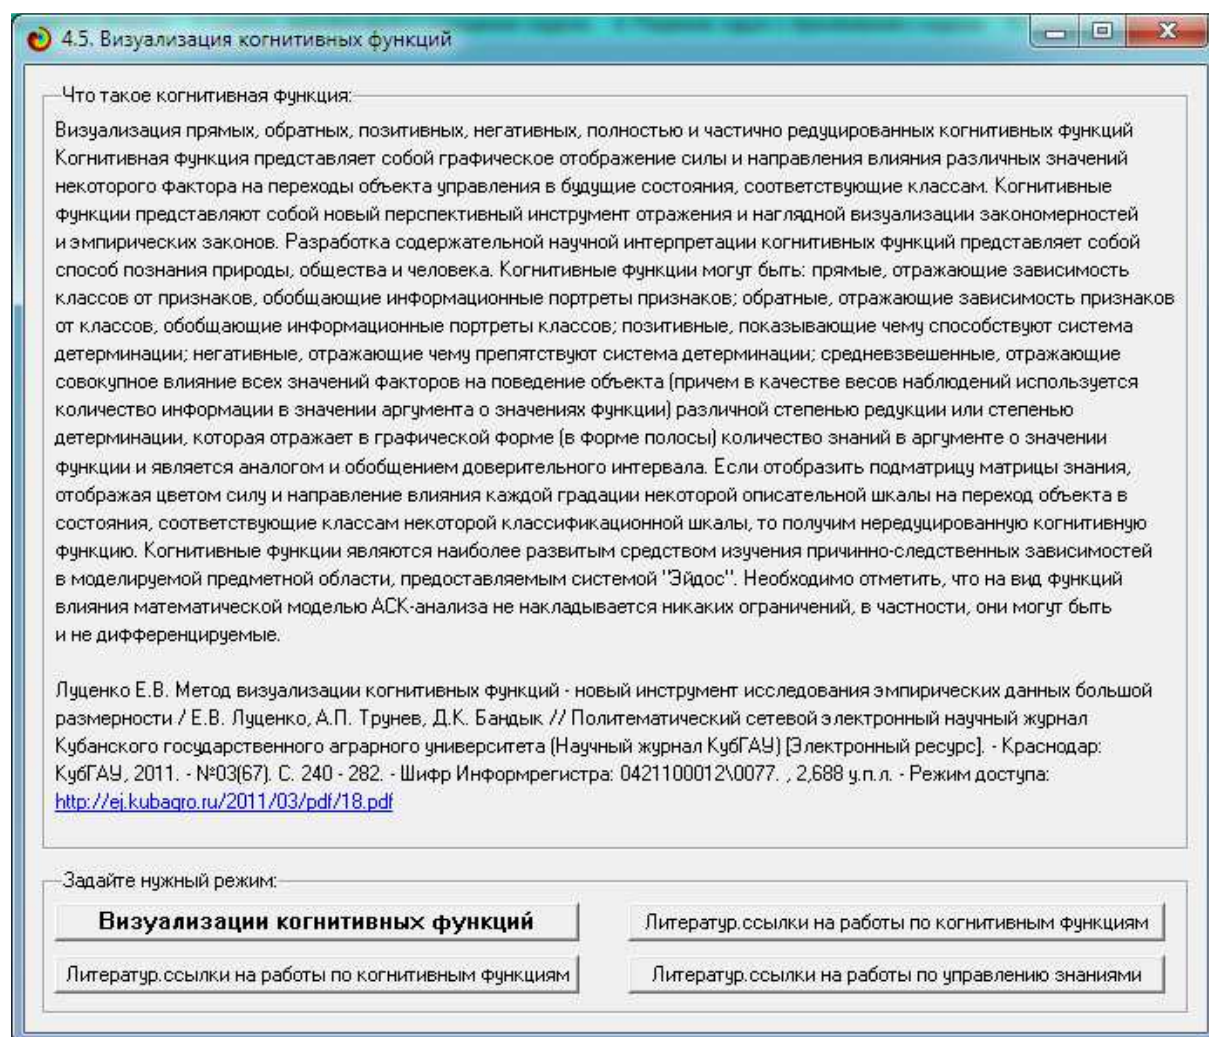 4.5. Визуализация когнитивных функций
Что такое когнитивная функция:
Визуализация прямых, обратных, позитивных, негативных, полностью и частично редуцированных когнитивных функций
Когнитивная функция представляет собой графическое отображение силы и направления влияния различных значений
некоторого фактора на переходы объекта управления в будущие состояния, соответствующие классам. Когнитивные
функции представляют собой новый перспективный инструмент отражения и наглядной визуализации закономерностей
и эмпирических законов. Разработка содержательной научной интерпретации когнитивных функций представляет собой
способ познания природы, общества и человека. Когнитивные функции могут быть: прямые, отражающие зависимость
классов от признаков, обобщающие информационные портреты признаков; обратные, отражающие зависимость признаков
от классов, обобщающие информационные портреты классов; позитивные, показывающие чему способствуют система
детерминации; негативные, отражающие чему препятствуют система детерминации; средневзвешенные, отражающие
совокупное влияние всех значений факторов на поведение объекта (причем в качестве весов наблюдений используется
количество информации в значении аргумента о значениях функции) различной степенью редукции или степенью
детерминации, которая отражает в графической форме (в форме полосы) количество знаний в аргументе о значении
функции и является аналогом и обобщением доверительного интервала. Если отобразить подматрицу матрицы знания,
отображая цветом силу и направление влияния каждой градации некоторой описательной шкалы на переход объекта в
состояния, соответствующие классам некоторой классификационной шкалы, то получим нередуцированную когнитивную
функцию. Когнитивные функции являются наиболее развитым средством изучения причинно-следственных зависимостей
в моделируемой предметной области, предоставляемым системой "Эйдос". Необходимо отметить, что на вид функций
влияния математической моделью АСК-анализа не накладывается никаких ограничений, в частности, они могут быть
и не дифференцируемые.
Луценко Е.В. Метод визуализации когнитивных функций - новый инструмент исследования эмпирических данных большой
размерности / Е.В. Луценко, А.П. Трунев, Д.К. Бандык // Политематический сетевой электронный научный журнал
Кубанского государственного аграрного университета (Научный журнал КубГАУ) [Электронный ресурс]. - Краснодар:
КубГАУ, 2011. - №03(67). С. 240 - 282. - Шифр Информрегистра: 0421100012\0077. , 2,688 у.п.л. - Режим доступа:
http://ej.kubagro.ru/2011/03/pdf/18.pdf
Задайте нужный режим:
Визуализации когнитивных функций
Литератур.ссылки на работы по когнитивным функциям
Литератур.ссылки на работы по когнитивным функциям
Литератур.ссылки на работы по управлению знаниями